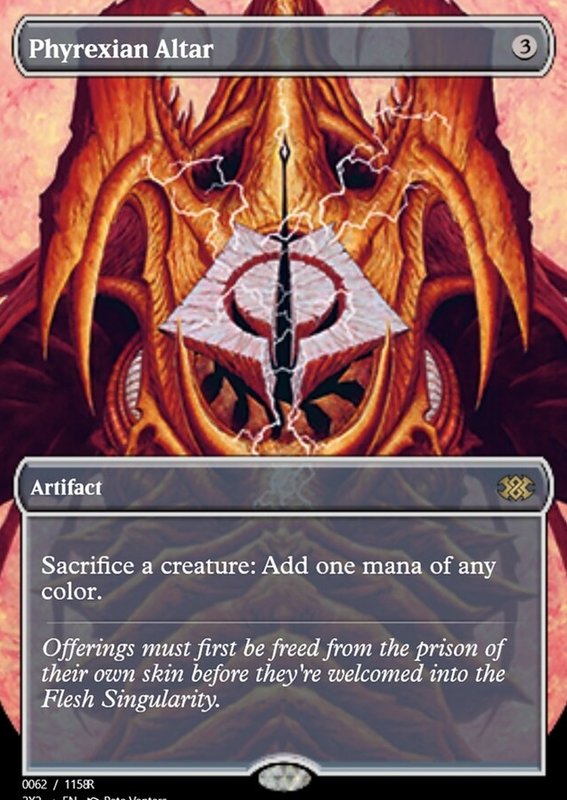 Phyrexian Altar
3
Artifact
Sacrifice a creature: Add one mana of any
color.
Offerings must first be freed from the prison of
their own skin before they're welcomed into the
Flesh Singularity.
0062 / 1158R